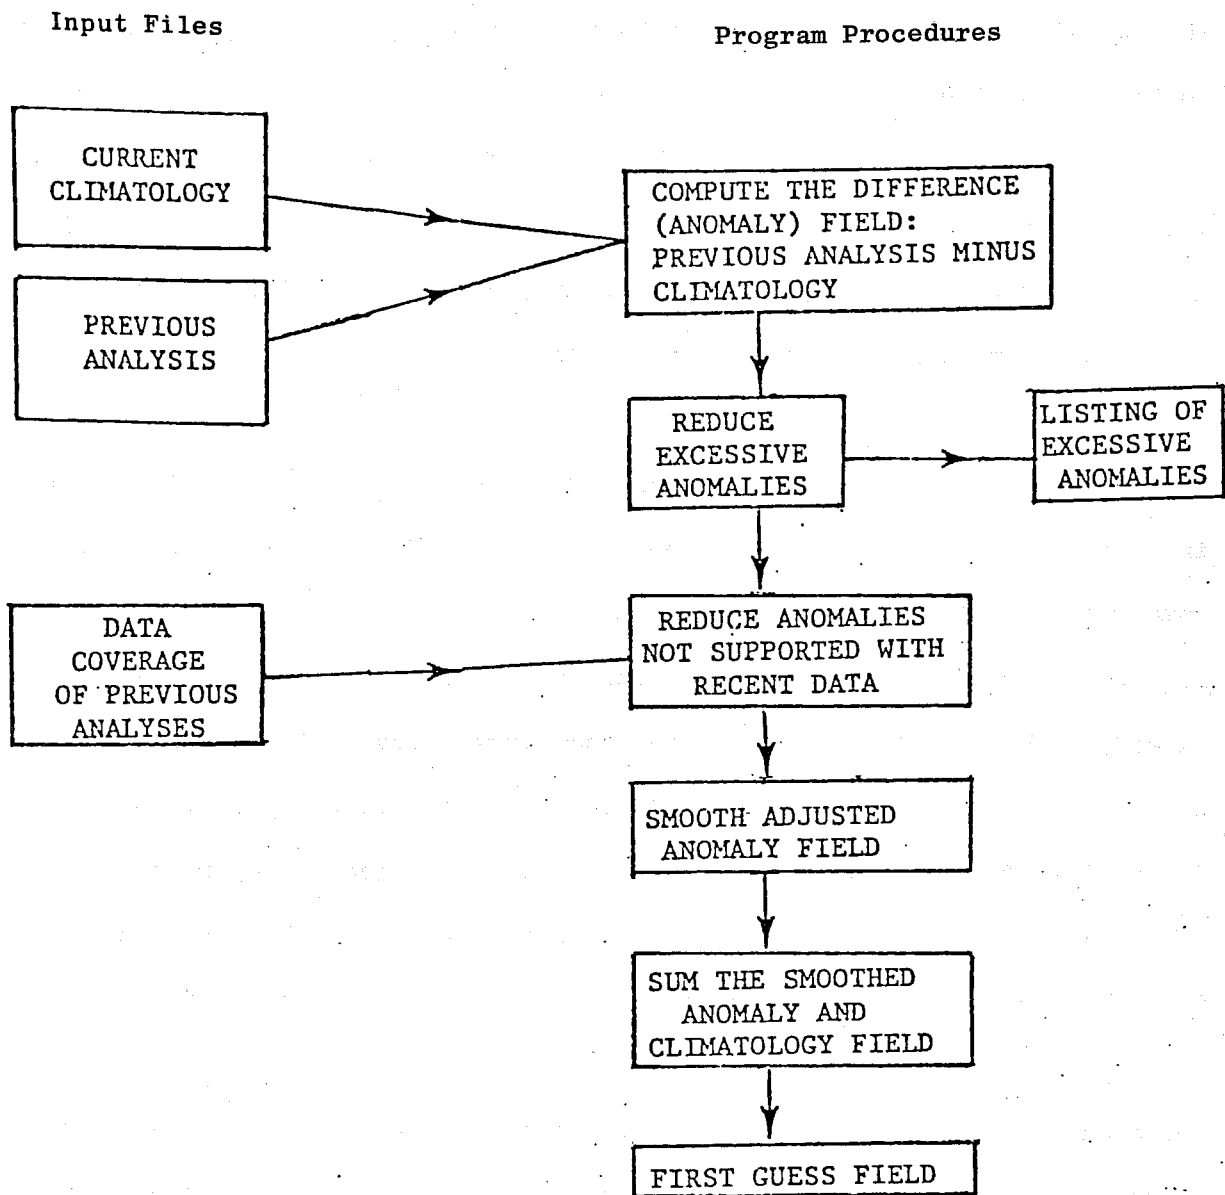 Input Files
Program Procedures
CURRENT
CLIMATOLOGY
COMPUTE THE DIFFERENCE
(ANOMALY) FIELD:
PREVIOUS ANALYSIS MINUS
CLIMATOLOGY
PREVIOUS
ANALYSIS
REDUCE
EXCESSIVE
ANOMALIES
LISTING OF
EXCESSIVE
ANOMALIES
DATA
COVERAGE
OF PREVIOUS
ANALYSES
REDUCE ANOMALIES
NOT SUPPORTED WITH
RECENT DATA
SMOOTH ADJUSTED
ANOMALY FIELD
SUM THE SMOOTHED
ANOMALY AND
CLIMATOLOGY FIELD
FIRST GUESS FIELD